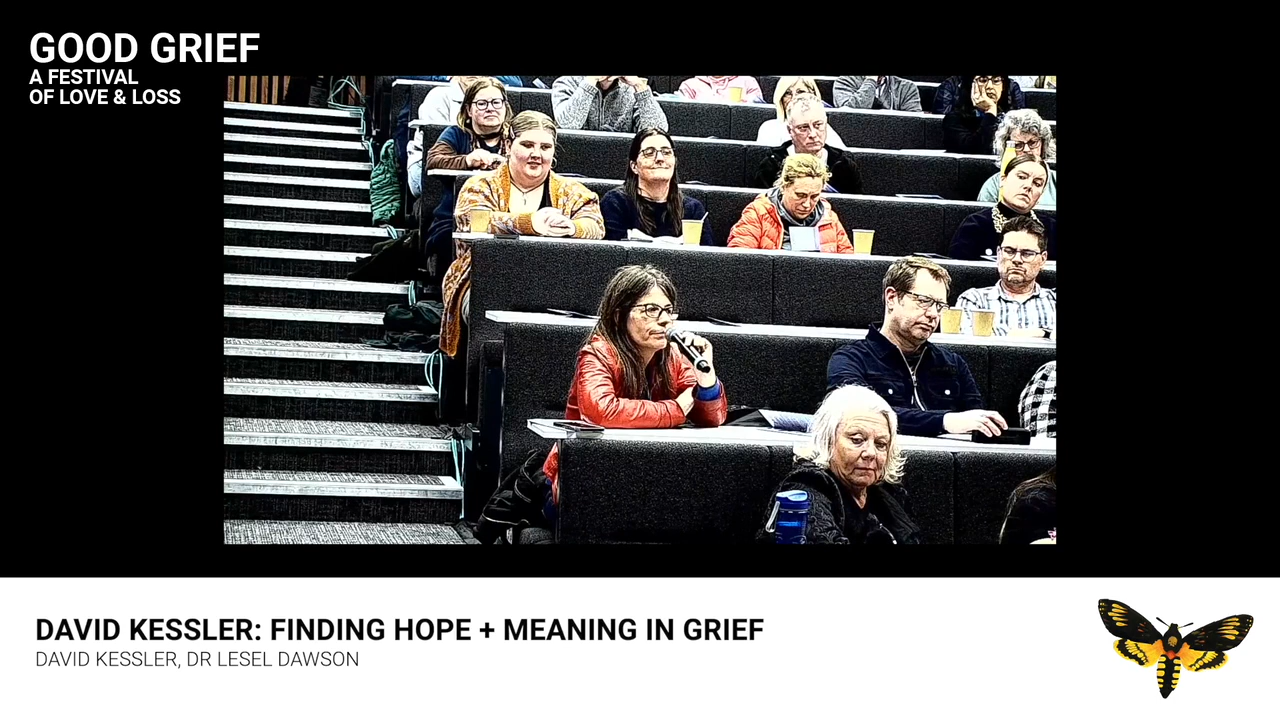 GOOD GRIEF
A FESTIVAL
OF LOVE & LOSS
DAVID KESSLER: FINDING HOPE + MEANING IN GRIEF
DAVID KESSLER, DR LESEL DAWSON